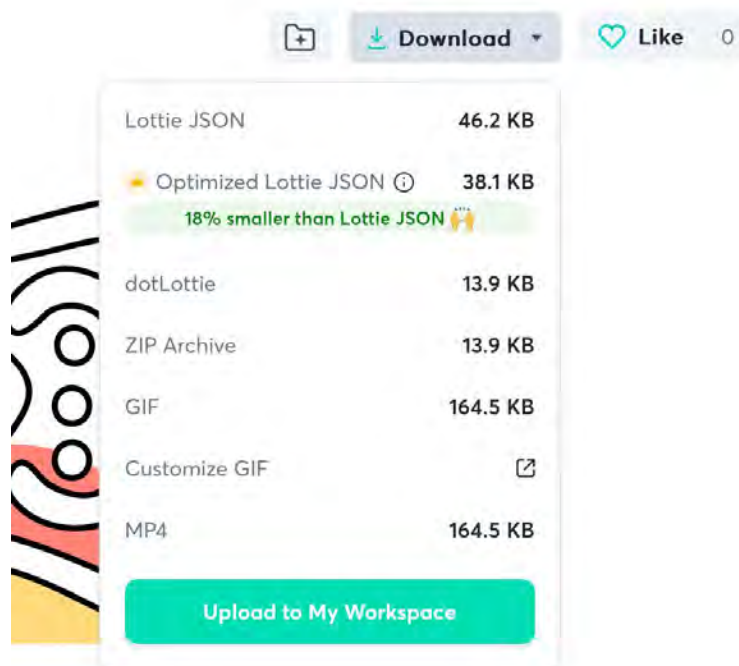 Download Like 0
Lottie JSON 46.2 KB
Optimized Lottie JSON 38.1 KB
18% smaller than Lottie JSON 🙌
dotLottie 13.9 KB
ZIP Archive 13.9 KB
GIF 164.5 KB
Customize GIF
MP4 164.5 KB
Upload to My Workspace